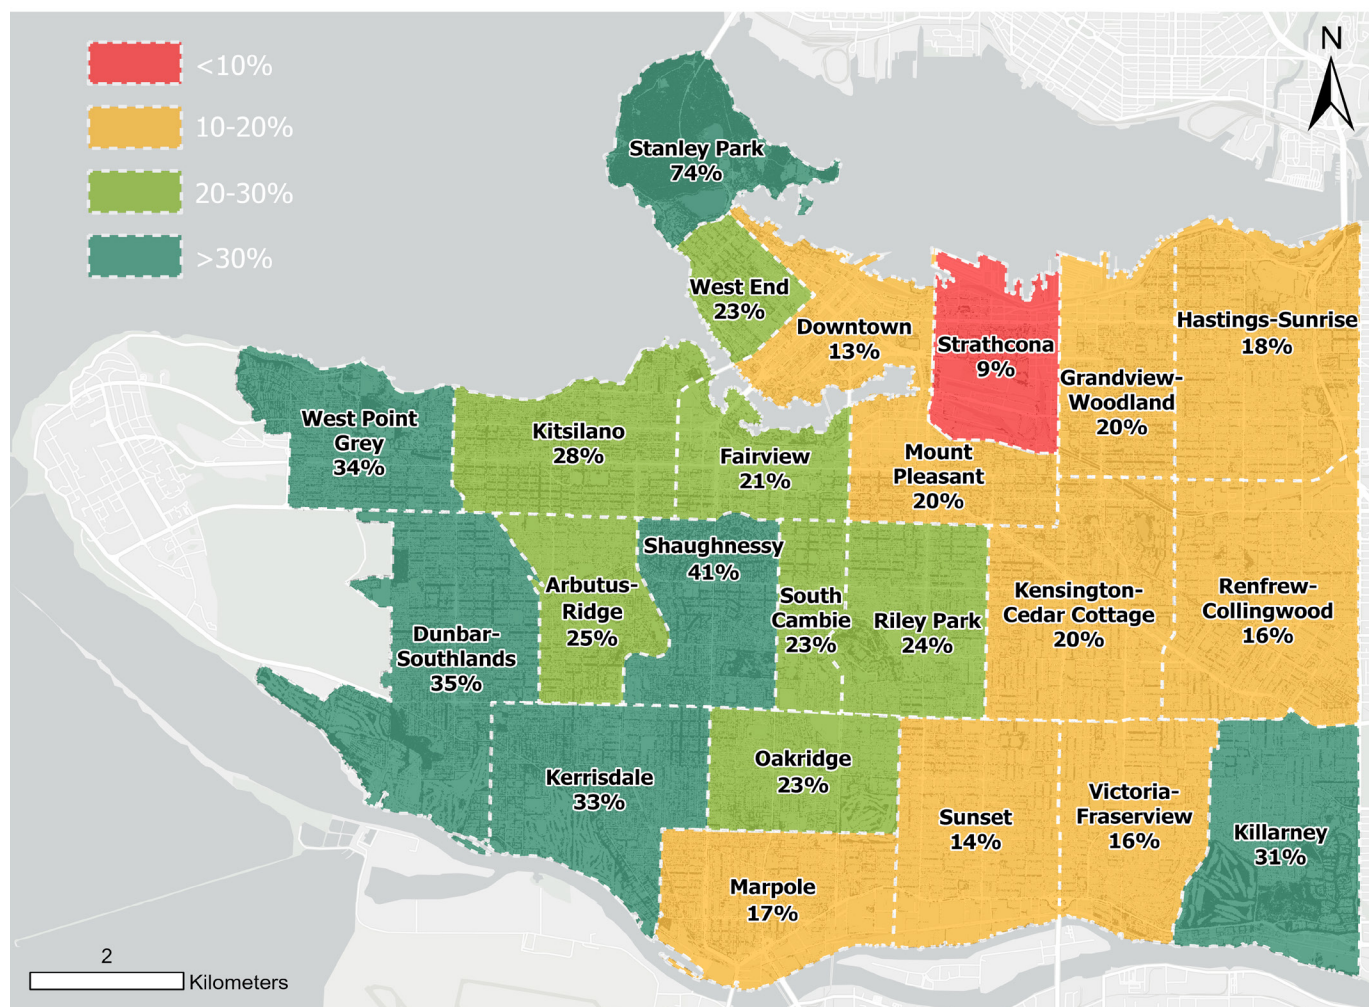 <10%
10-20%
20-30%
>30%
N
Stanley Park
74%
West End
23%
Downtown
13%
Strathcona
9%
Hastings-Sunrise
18%
Grandview-
Woodland
20%
West Point
Grey
34%
Kitsilano
28%
Fairview
21%
Mount
Pleasant
20%
Shaughnessy
41%
Arbutus-
Ridge
25%
South
Cambie
23%
Riley Park
24%
Kensington-
Cedar Cottage
20%
Renfrew-
Collingwood
16%
Dunbar-
Southlands
35%
Kerrisdale
33%
Oakridge
23%
Sunset
14%
Victoria-
Fraserview
16%
Killarney
31%
Marpole
17%
2
Kilometers